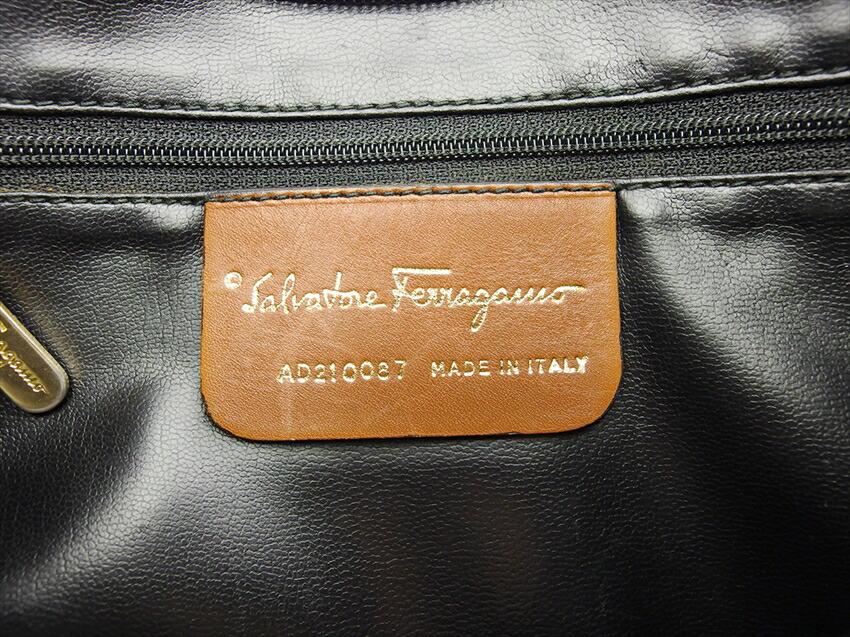 © Salvatore Ferragamo
AD210087 MADE IN ITALY